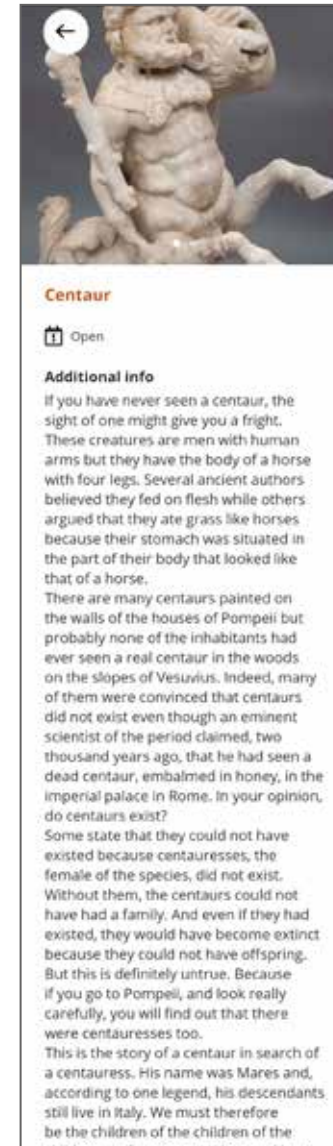 Centaur
Open
Additional info
If you have never seen a centaur, the
sight of one might give you a fright.
These creatures are men with human
arms but they have the body of a horse
with four legs. Several ancient authors
believed they fed on flesh while others
argued that they ate grass like horses
because their stomach was situated in
the part of their body that looked like
that of a horse.
There are many centaurs painted on
the walls of the houses of Pompeii but
probably none of the inhabitants had
ever seen a real centaur in the woods
on the slopes of Vesuvius. Indeed, many
of them were convinced that centaurs
did not exist even though an eminent
scientist of the period claimed, two
thousand years ago, that he had seen a
dead centaur, embalmed in honey, in the
imperial palace in Rome. In your opinion,
do centaurs exist?
Some state that they could not have
existed because centauresses, the
female of the species, did not exist.
Without them, the centaurs could not
have had a family. And even if they had
existed, they would have become extinct
because they could not have offspring.
But this is definitely untrue. Because
if you go to Pompeii, and look really
carefully, you will find out that there
were centauresses too.
This is the story of a centaur in search of
a centauress. His name was Mares and,
according to one legend, his descendants
still live in Italy. We must therefore
be the children of the children of the